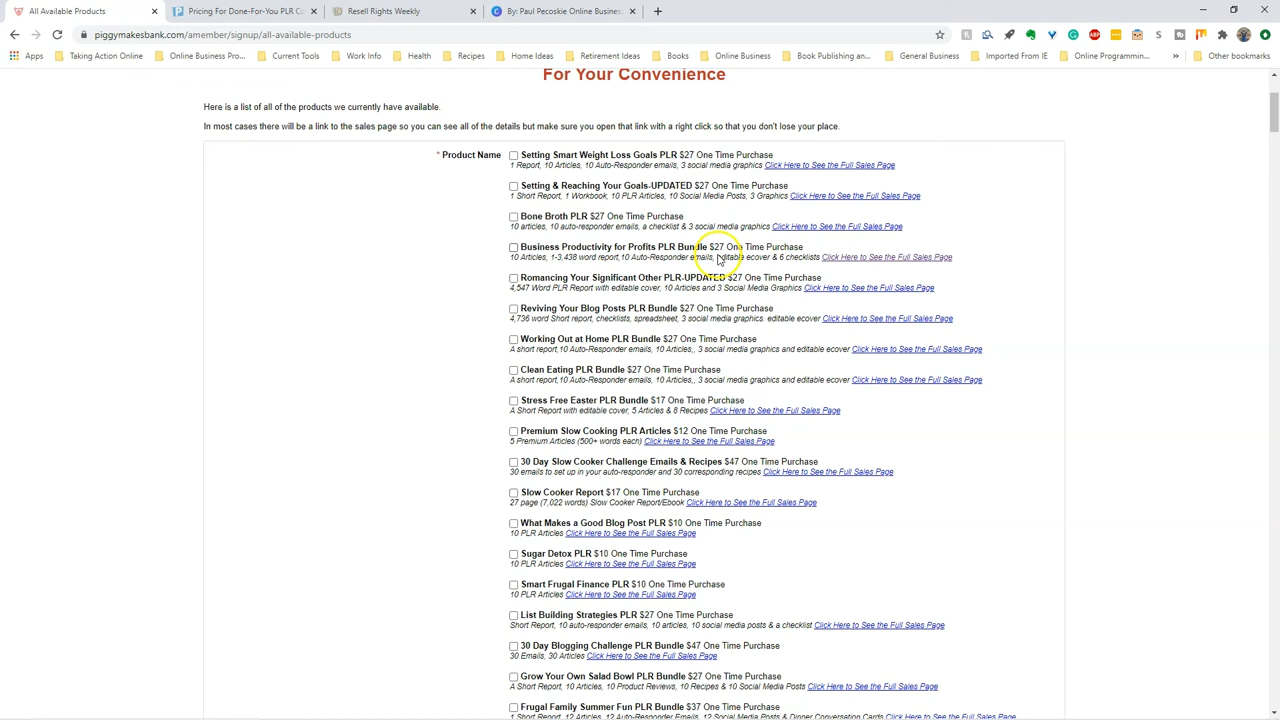 All Available Products
Pricing For Done-For-You PLR Co
Resell Rights Weekly
By: Paul Pecoskie Online Busines
piggymakesbank.com/amember/signup/all-available-products
Apps Taking Action Online Online Business Pro... Current Tools Work Info Health Recipes Home Ideas Retirement Ideas Books Online Business Book Publishing an... General Business Imported From IE Online Programmin... Other bookmarks
For Your Convenience
Here is a list of all of the products we currently have available.
In most cases there will be a link to the sales page so you can see all of the details but make sure you open that link with a right click so that you don't lose your place.
* Product Name
Setting Smart Weight Loss Goals PLR $27 One Time Purchase
1 Report, 10 Articles, 10 Auto-Responder emails, 3 social media graphics Click Here to See the Full Sales Page
Setting & Reaching Your Goals-UPDATED $27 One Time Purchase
1 Short Report, 1 Workbook, 10 PLR Articles, 10 Social Media Posts, 3 Graphics Click Here to See the Full Sales Page
Bone Broth PLR $27 One Time Purchase
10 articles, 10 auto-responder emails, a checklist & 3 social media graphics Click Here to See the Full Sales Page
Business Productivity for Profits PLR Bundle $27 One Time Purchase
10 Articles, 1-3,438 word report,10 Auto-Responder emails, editable ecover & 6 checklists Click Here to See the Full Sales Page
Romancing Your Significant Other PLR-UPDATED $27 One Time Purchase
4,547 Word PLR Report with editable cover, 10 Articles and 3 Social Media Graphics Click Here to See the Full Sales Page
Reviving Your Blog Posts PLR Bundle $27 One Time Purchase
4,736 word Short report, checklists, spreadsheet, 3 social media graphics. editable ecover Click Here to See the Full Sales Page
Working Out at Home PLR Bundle $27 One Time Purchase
A short report,10 Auto-Responder emails, 10 Articles,, 3 social media graphics and editable ecover Click Here to See the Full Sales Page
Clean Eating PLR Bundle $27 One Time Purchase
A short report,10 Auto-Responder emails, 10 Articles,, 3 social media graphics and editable ecover Click Here to See the Full Sales Page
Stress Free Easter PLR Bundle $17 One Time Purchase
A Short Report with editable cover, 5 Articles & 8 Recipes Click Here to See the Full Sales Page
Premium Slow Cooking PLR Articles $12 One Time Purchase
5 Premium Articles (500+ words each) Click Here to See the Full Sales Page
30 Day Slow Cooker Challenge Emails & Recipes $47 One Time Purchase
30 emails to set up in your auto-responder and 30 corresponding recipes Click Here to See the Full Sales Page
Slow Cooker Report $17 One Time Purchase
27 page (7,022 words) Slow Cooker Report/Ebook Click Here to See the Full Sales Page
What Makes a Good Blog Post PLR $10 One Time Purchase
10 PLR Articles Click Here to See the Full Sales Page
Sugar Detox PLR $10 One Time Purchase
10 PLR Articles Click Here to See the Full Sales Page
Smart Frugal Finance PLR $10 One Time Purchase
10 PLR Articles Click Here to See the Full Sales Page
List Building Strategies PLR $27 One Time Purchase
Short Report, 10 auto-responder emails, 10 articles, 10 social media posts & a checklist Click Here to See the Full Sales Page
30 Day Blogging Challenge PLR Bundle $47 One Time Purchase
30 Emails, 30 Articles Click Here to See the Full Sales Page
Grow Your Own Salad Bowl PLR Bundle $27 One Time Purchase
A Short Report, 10 Articles, 10 Product Reviews, 10 Recipes & 10 Social Media Posts Click Here to See the Full Sales Page
Frugal Family Summer Fun PLR Bundle $37 One Time Purchase
1 Short Report, 12 Articles, 12 Auto-Responder Emails, 12 Social Media Posts & Dinner Conversation Cards Click Here to See the Full Sales Page